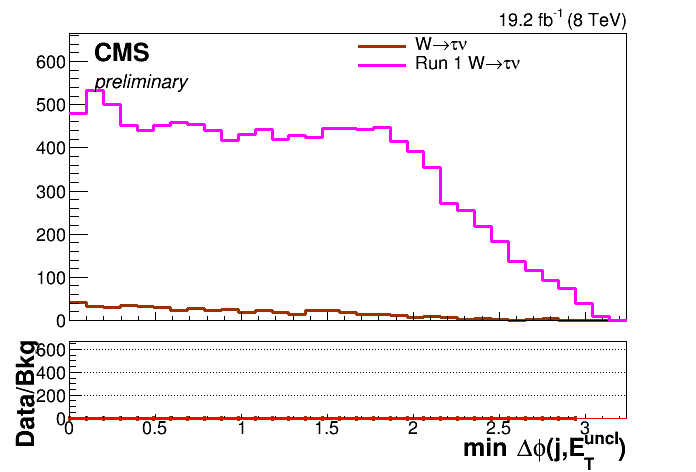 19.2 fb⁻¹ (8 TeV)
CMS
preliminary
W→τν
Run 1 W→τν
600
500
400
300
200
100
0
Data/Bkg
600
400
200
0
0 0.5 1 1.5 2 2.5 3
min Δϕ(j,E_T^uncl)